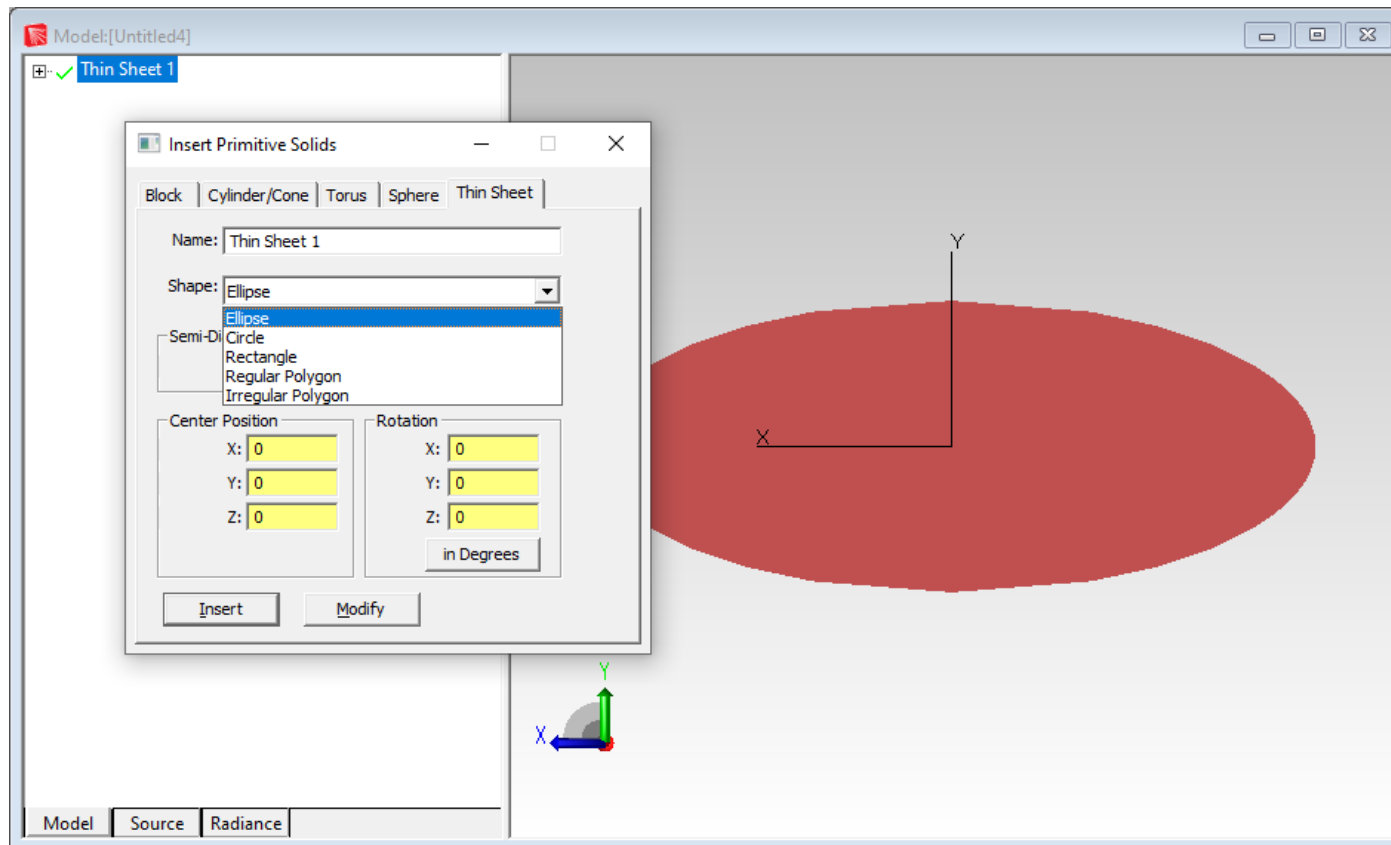 Model:[Untitled4]
Thin Sheet 1
Insert Primitive Solids
Block Cylinder/Cone Torus Sphere Thin Sheet
Name: Thin Sheet 1
Shape: Ellipse
Ellipse
Semi-Di Circle
Rectangle
Regular Polygon
Irregular Polygon
Center Position Rotation
X: 0 X: 0
Y: 0 Y: 0
Z: 0 Z: 0
in Degrees
Insert Modify
Y
X
Y
X
Model Source Radiance